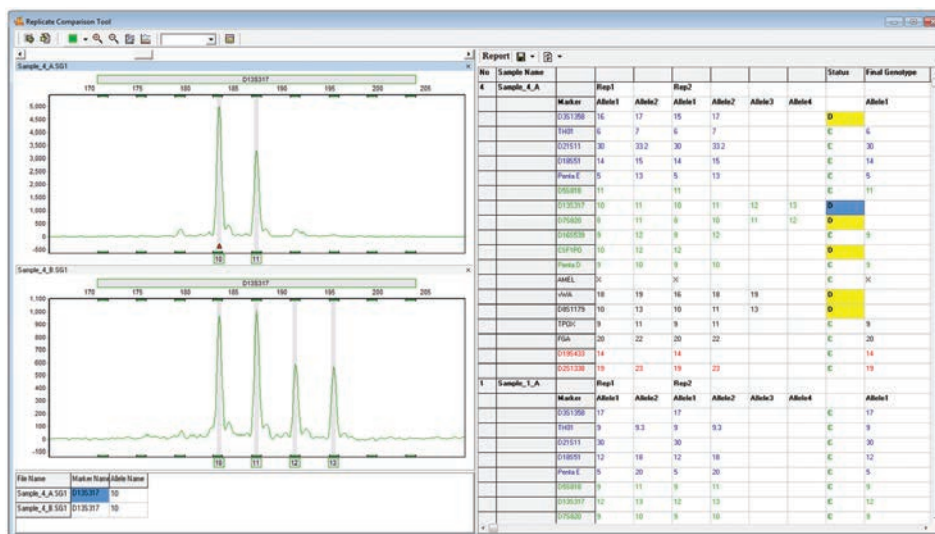 Replicate Comparison Tool
Sample_4_A.SG1
D13S317
170 180 185 190 195 205
5,000
4,500
4,000
3,500
3,000
2,500
2,000
1,500
1,000
500
0
-500
10 11
Sample_4_B.SG1
D13S317
170 180 185 190 195 205
1,100
1,000
900
800
700
600
500
400
300
200
100
0
-100
10 11 12 13
File Name Marker Name Allele Name
Sample_4_A.SG1 D13S317 10
Sample_4_B.SG1 D13S317 10
Report
No Sample Name Status Final Genotype
4 Sample_4_A Rep1 Rep2
Marker Allele1 Allele2 Allele1 Allele2 Allele3 Allele4 Allele1
D3S1358 16 17 15 17 D
TH01 6 7 6 7 C 6
D21S11 30 33.2 30 33.2 C 30
D18S51 14 15 14 15 C 14
Penta E 5 13 5 13 C 5
D5S818 11 11 C 11
D13S317 10 11 10 11 12 13 D
D7S820 11 10 11 12 D
D16S539 9 12 9 12 C 9
CSF1PO 10 12 12 D
Penta D 9 10 9 10 C 9
AMEL X X C X
vWA 18 19 16 18 19 D
D8S1179 10 13 10 11 13 D
TPOX 9 11 9 11 C 9
FGA 20 22 20 22 C 20
D19S433 14 14 C 14
D2S1338 19 23 19 23 C 19
1 Sample_1_A Rep1 Rep2
Marker Allele1 Allele2 Allele1 Allele2 Allele3 Allele4 Allele1
D3S1358 17 17 C 17
TH01 9 9.3 9 9.3 C 9
D21S11 30 30 C 30
D18S51 12 18 12 18 C 12
Penta E 5 20 5 20 C 5
D5S818 9 11 9 11 C 9
D13S317 12 13 12 13 C 12
D7S820 9 10 9 10 C 9